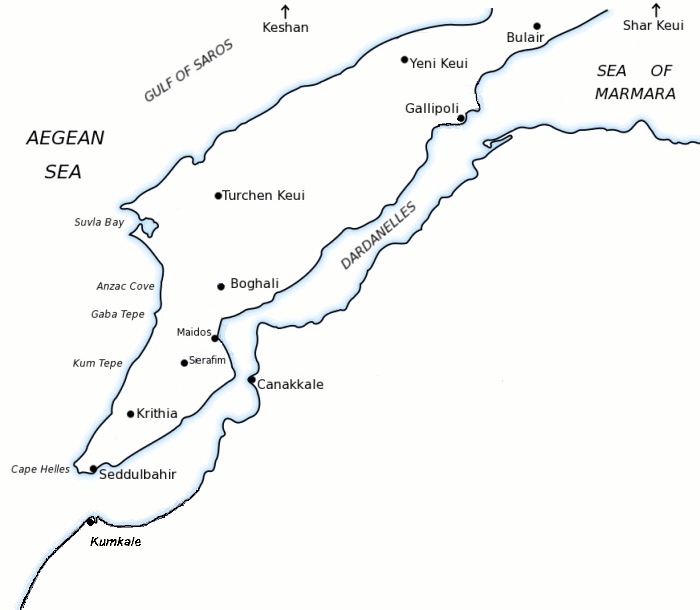 Keshan
Shar Keui
Bulair
GULF OF SAROS
Yeni Keui
SEA OF
MARMARA
Gallipoli
AEGEAN
SEA
Turchen Keui
Suvla Bay
DARDANELLES
Anzac Cove
Boghali
Gaba Tepe
Maidos
Serafim
Kum Tepe
Canakkale
Krithia
Cape Helles
Seddulbahir
Kumkale